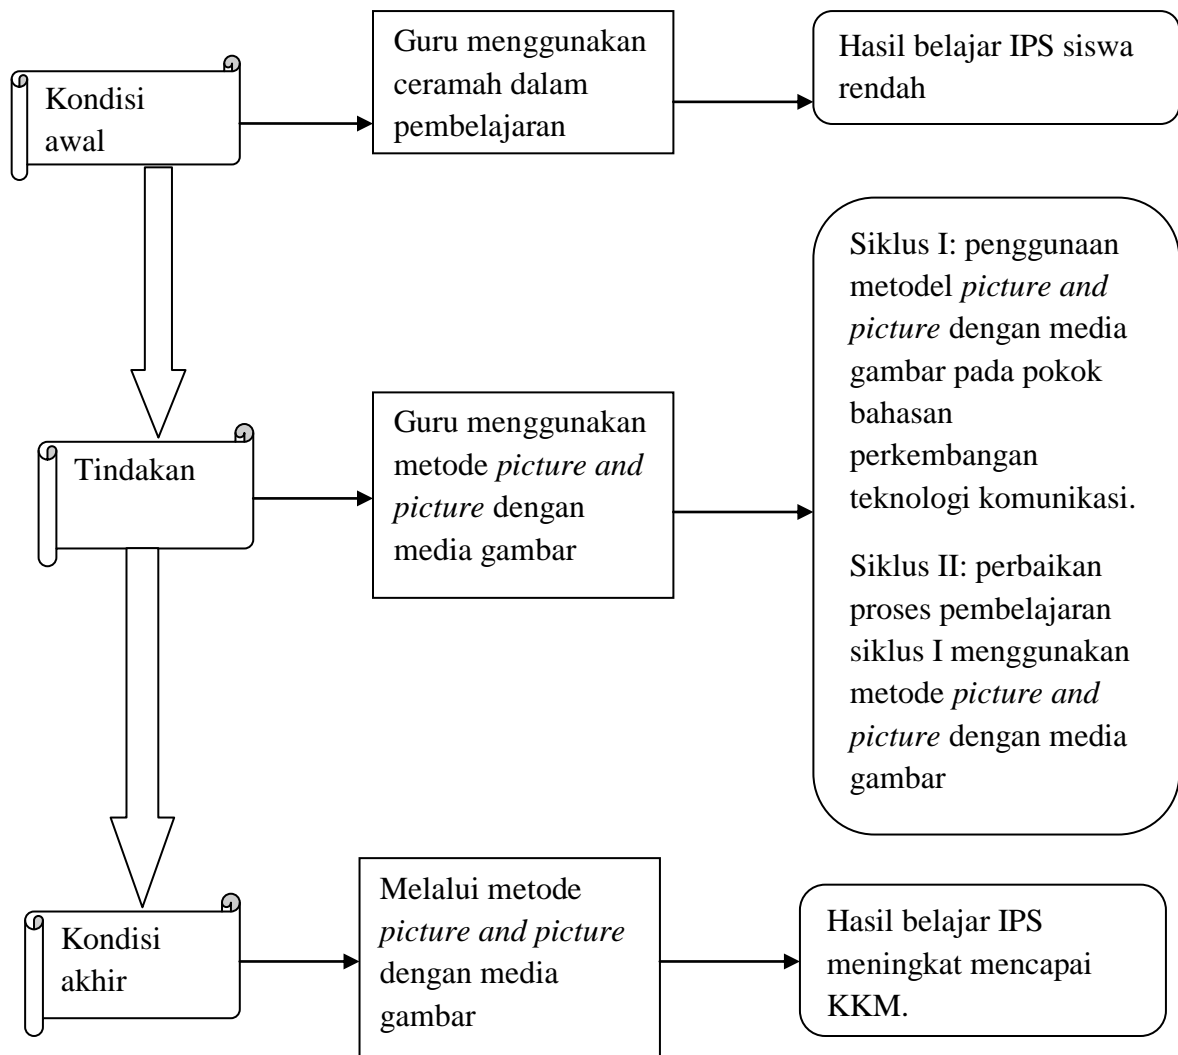 Kondisi
awal
Guru menggunakan
ceramah dalam
pembelajaran
Hasil belajar IPS siswa
rendah
Tindakan
Guru menggunakan
metode picture and
picture dengan
media gambar
Siklus I: penggunaan
metodel picture and
picture dengan media
gambar pada pokok
bahasan
perkembangan
teknologi komunikasi.
Siklus II: perbaikan
proses pembelajaran
siklus I menggunakan
metode picture and
picture dengan media
gambar
Kondisi
akhir
Melalui metode
picture and picture
dengan media
gambar
Hasil belajar IPS
meningkat mencapai
KKM.